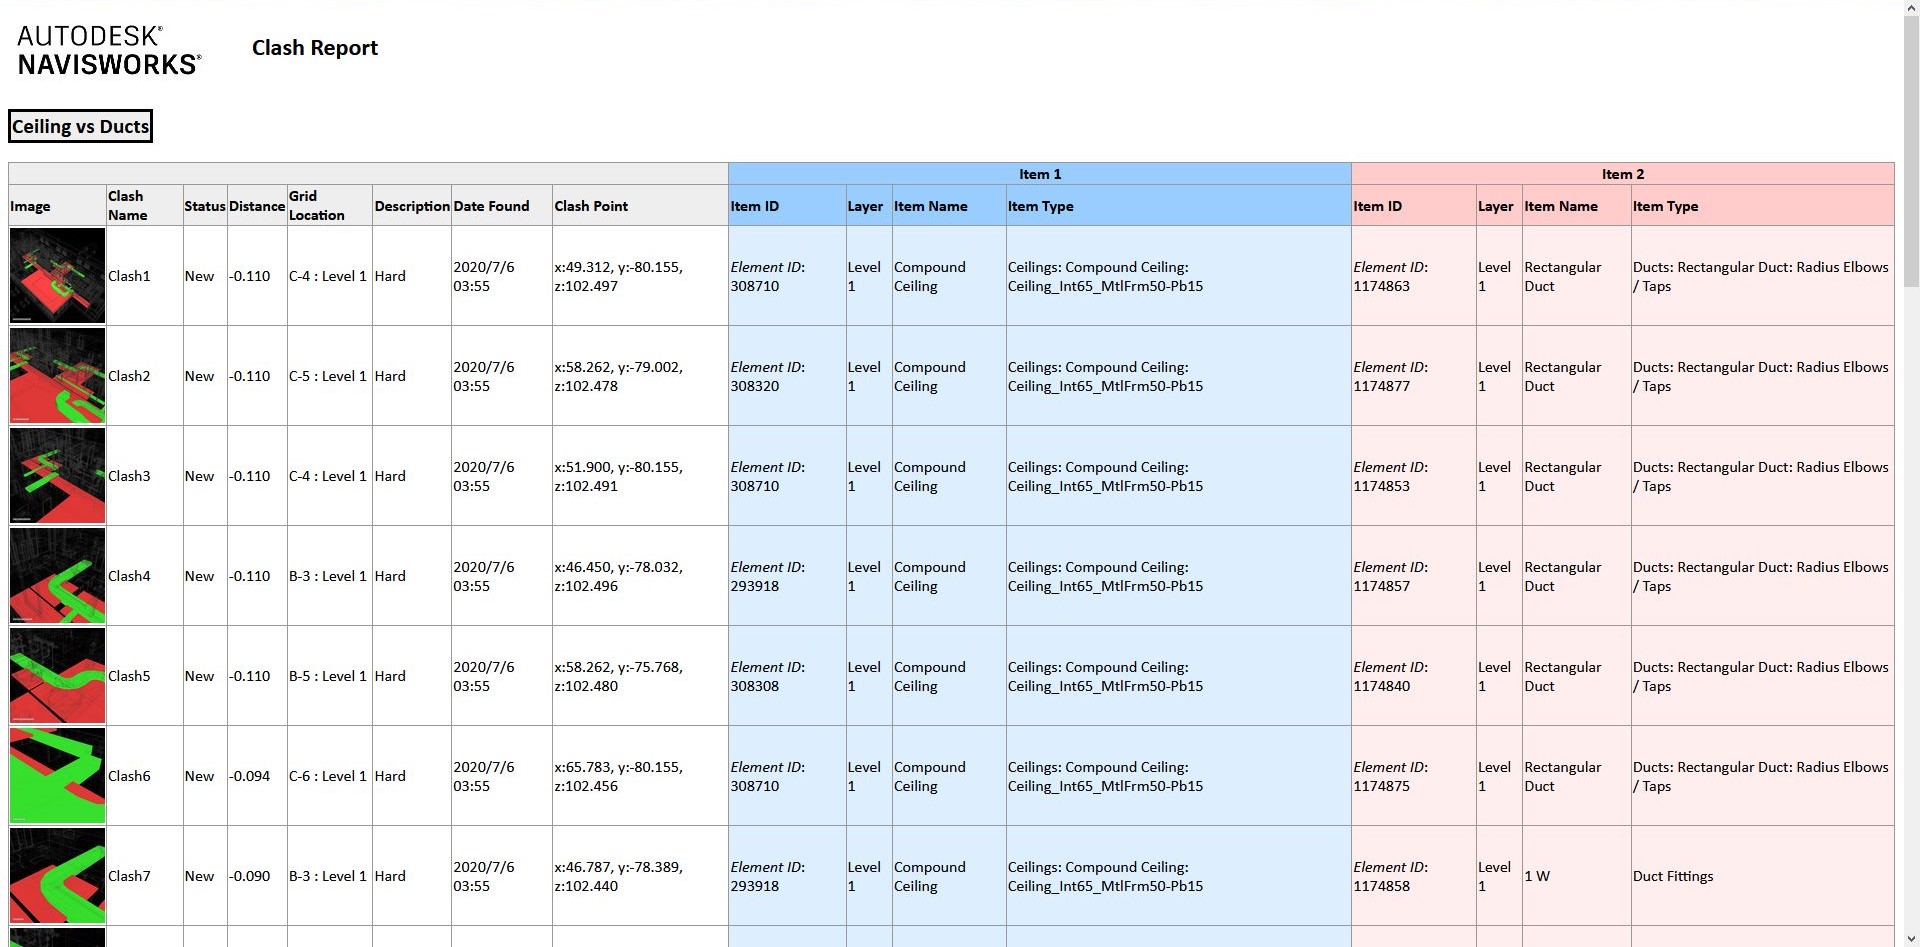 AUTODESK®
NAVISWORKS®
Clash Report
Ceiling vs Ducts
Item 1 Item 2
Image Clash Name Status Distance Grid Location Description Date Found Clash Point Item ID Layer Item Name Item Type Item ID Layer Item Name Item Type
Clash1 New -0.110 C-4 : Level 1 Hard 2020/7/6 03:55 x:49.312, y:-80.155, z:102.497 Element ID: 308710 Level 1 Compound Ceiling Ceilings: Compound Ceiling: Ceiling_Int65_MtlFrm50-Pb15 Element ID: 1174863 Level 1 Rectangular Duct Ducts: Rectangular Duct: Radius Elbows / Taps
Clash2 New -0.110 C-5 : Level 1 Hard 2020/7/6 03:55 x:58.262, y:-79.002, z:102.478 Element ID: 308320 Level 1 Compound Ceiling Ceilings: Compound Ceiling: Ceiling_Int65_MtlFrm50-Pb15 Element ID: 1174877 Level 1 Rectangular Duct Ducts: Rectangular Duct: Radius Elbows / Taps
Clash3 New -0.110 C-4 : Level 1 Hard 2020/7/6 03:55 x:51.900, y:-80.155, z:102.491 Element ID: 308710 Level 1 Compound Ceiling Ceilings: Compound Ceiling: Ceiling_Int65_MtlFrm50-Pb15 Element ID: 1174853 Level 1 Rectangular Duct Ducts: Rectangular Duct: Radius Elbows / Taps
Clash4 New -0.110 B-3 : Level 1 Hard 2020/7/6 03:55 x:46.450, y:-78.032, z:102.496 Element ID: 293918 Level 1 Compound Ceiling Ceilings: Compound Ceiling: Ceiling_Int65_MtlFrm50-Pb15 Element ID: 1174857 Level 1 Rectangular Duct Ducts: Rectangular Duct: Radius Elbows / Taps
Clash5 New -0.110 B-5 : Level 1 Hard 2020/7/6 03:55 x:58.262, y:-75.768, z:102.480 Element ID: 308308 Level 1 Compound Ceiling Ceilings: Compound Ceiling: Ceiling_Int65_MtlFrm50-Pb15 Element ID: 1174840 Level 1 Rectangular Duct Ducts: Rectangular Duct: Radius Elbows / Taps
Clash6 New -0.094 C-6 : Level 1 Hard 2020/7/6 03:55 x:65.783, y:-80.155, z:102.456 Element ID: 308710 Level 1 Compound Ceiling Ceilings: Compound Ceiling: Ceiling_Int65_MtlFrm50-Pb15 Element ID: 1174875 Level 1 Rectangular Duct Ducts: Rectangular Duct: Radius Elbows / Taps
Clash7 New -0.090 B-3 : Level 1 Hard 2020/7/6 03:55 x:46.787, y:-78.389, z:102.440 Element ID: 293918 Level 1 Compound Ceiling Ceilings: Compound Ceiling: Ceiling_Int65_MtlFrm50-Pb15 Element ID: 1174858 Level 1 1 W Duct Fittings